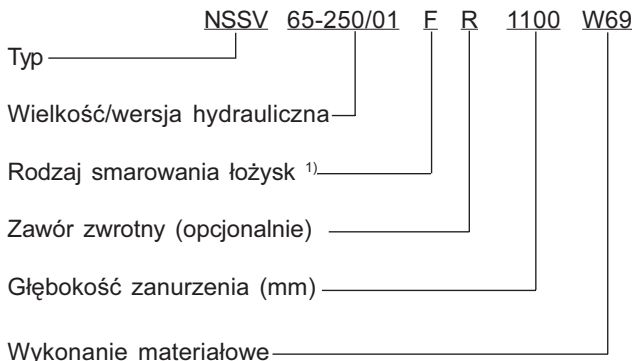 NSSV 65-250/01 F R 1100 W69
Typ
Wielkość/wersja hydrauliczna
Rodzaj smarowania łożysk 1)
Zawór zwrotny (opcjonalnie)
Głębokość zanurzenia (mm)
Wykonanie materiałowe